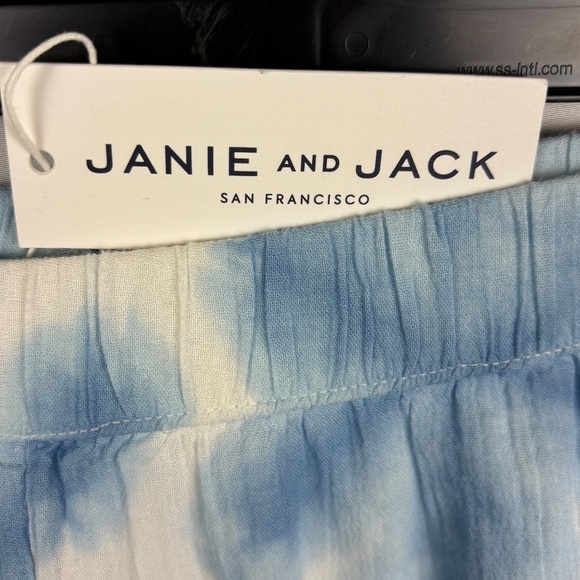 www.ss-intl.com
JANIE AND JACK
SAN FRANCISCO